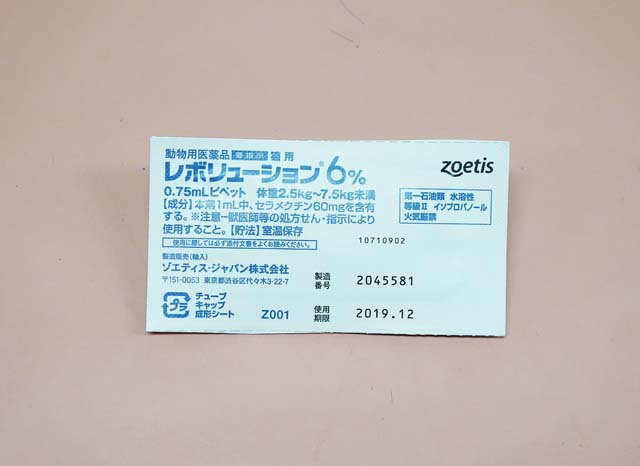 動物用医薬品 要指示 猫用
レボリューション®6%
zoetis
0.75mLピペット 体重2.5kg~7.5kg未満
【成分】本剤1mL中、セラメクチン60mgを含有
する。※注意-獣医師等の処方せん・指示により
使用すること。【貯法】室温保存
第一石油類 水溶性
等級Ⅱ イソプロパノール
火気厳禁
使用に際しては必ず添付文書をよくお読みください。
10710902
製造販売(輸入)
ゾエティス・ジャパン株式会社
〒151-0053 東京都渋谷区代々木3-22-7
製造
番号 2045581
プラ
チューブ
キャップ
成形シート
Z001
使用
期限 2019.12